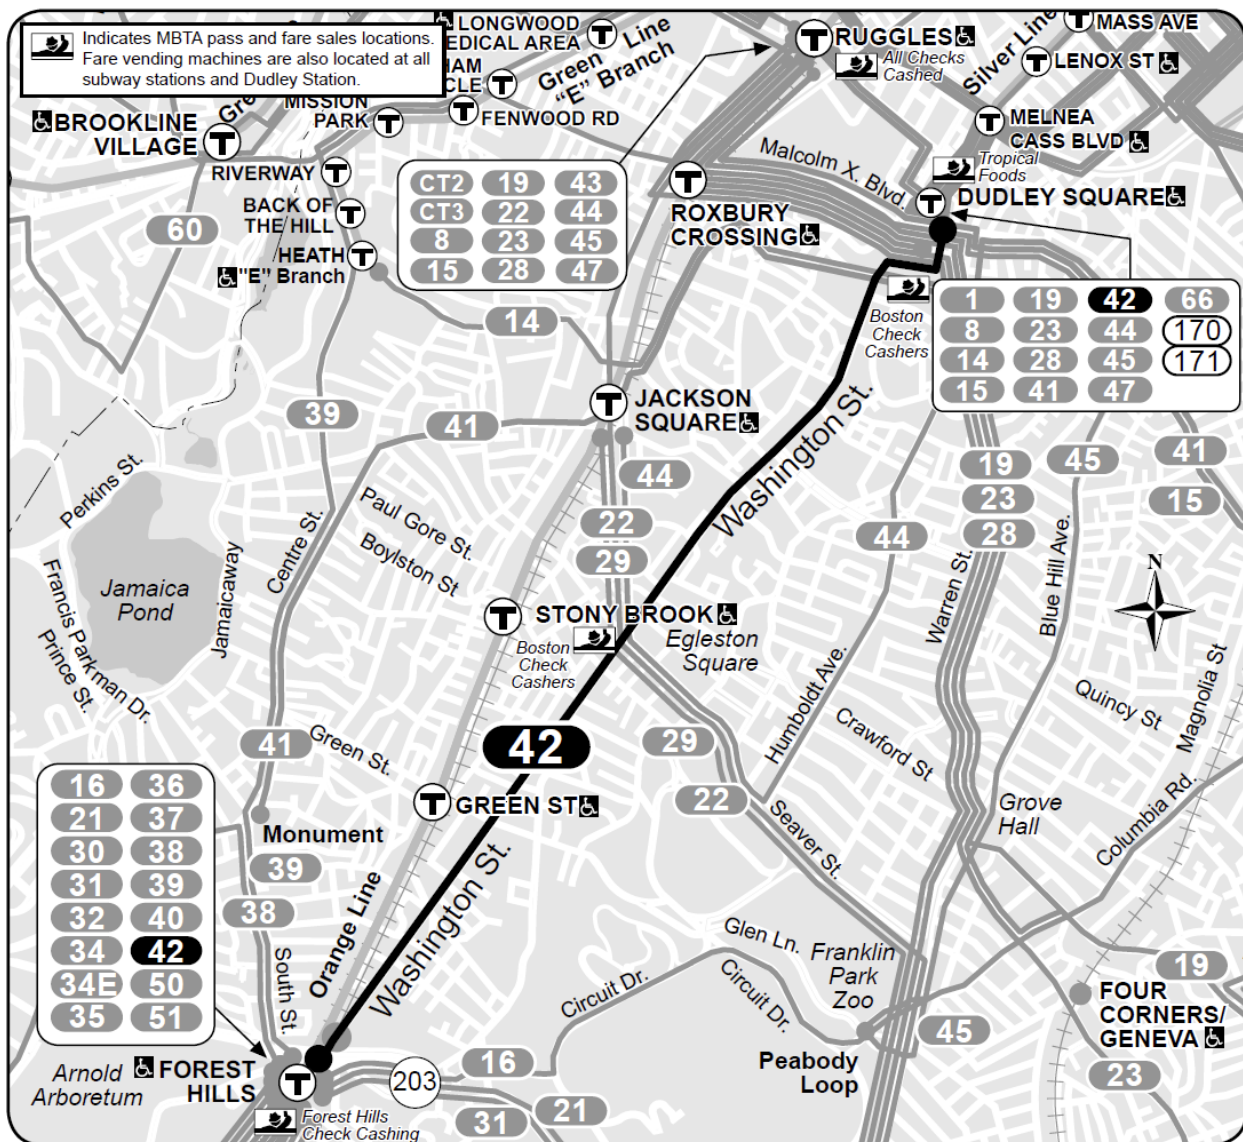 Indicates MBTA pass and fare sales locations.
Fare vending machines are also located at all
subway stations and Dudley Station.
LONGWOOD
EDICAL AREA
Green Line
"E" Branch
HAM
CLE
FENWOOD RD
MISSION
PARK
Gre
BROOKLINE
VILLAGE
RIVERWAY
BACK OF
THE HILL
HEATH
"E" Branch
60
RUGGLES
All Checks
Cashed
Silver Line
MASS AVE
LENOX ST
MELNEA
CASS BLVD
Tropical
Foods
Malcolm X. Blvd.
DUDLEY SQUARE
ROXBURY
CROSSING
CT2 19 43
CT3 22 44
8 23 45
15 28 47
Boston
Check
Cashers
1 19 42 66
8 23 44 170
14 28 45 171
15 41 47
14
39
41
JACKSON
SQUARE
44
22
29
Washington St.
19
23
28
45
41
15
44
Perkins St.
Jamaica
Pond
Francis Parkman Dr.
Prince St.
Jamaicaway
Centre St.
Paul Gore St.
Boylston St
STONY BROOK
Boston
Check
Cashers
Egleston
Square
Humboldt Ave.
Warren St.
Blue Hill Ave.
N
Quincy St
Magnolia St
Crawford St
42
29
22
41
Green St.
GREEN ST
Monument
39
38
South St.
Orange Line
Washington St.
Seaver St.
Grove
Hall
Columbia Rd.
Glen Ln.
Franklin
Park
Zoo
Circuit Dr.
Circuit Dr.
16 36
21 37
30 38
31 39
32 40
34 42
34E 50
35 51
Arnold
Arboretum
FOREST
HILLS
Forest Hills
Check Cashing
203
16
21
31
Peabody
Loop
45
19
FOUR
CORNERS/
GENEVA
23